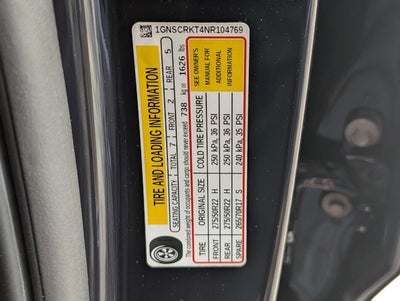 1GNSCRKT4NR104769
TIRE AND LOADING INFORMATION
SEATING CAPACITY TOTAL 7 FRONT 2 REAR 5
The combined weight of occupants and cargo should never exceed 738 kg or 1626 lbs
TIRE ORIGINAL SIZE COLD TIRE PRESSURE
FRONT 275/50R22 H 250 kPa, 36 PSI
REAR 275/50R22 H 250 kPa, 36 PSI
SPARE 265/70R17 S 240 kPa, 35 PSI
SEE OWNER'S
MANUAL FOR
ADDITIONAL
INFORMATION